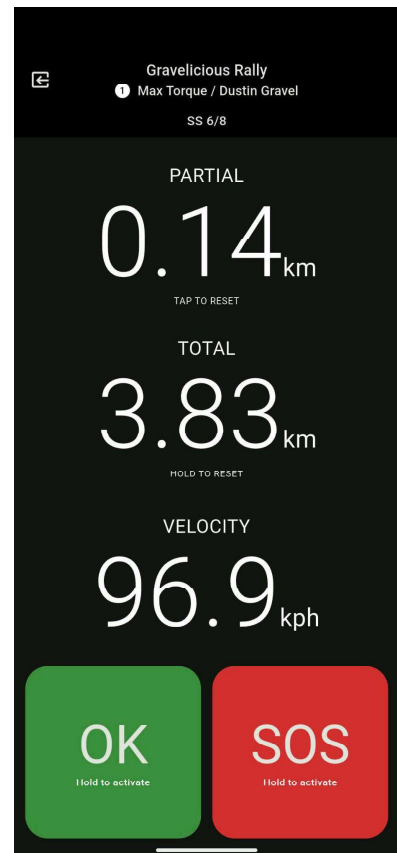 Gravelicious Rally
1 Max Torque / Dustin Gravel
SS 6/8
PARTIAL
0.14km
TAP TO RESET
TOTAL
3.83km
HOLD TO RESET
VELOCITY
96.9kph
OK
Hold to activate
SOS
Hold to activate